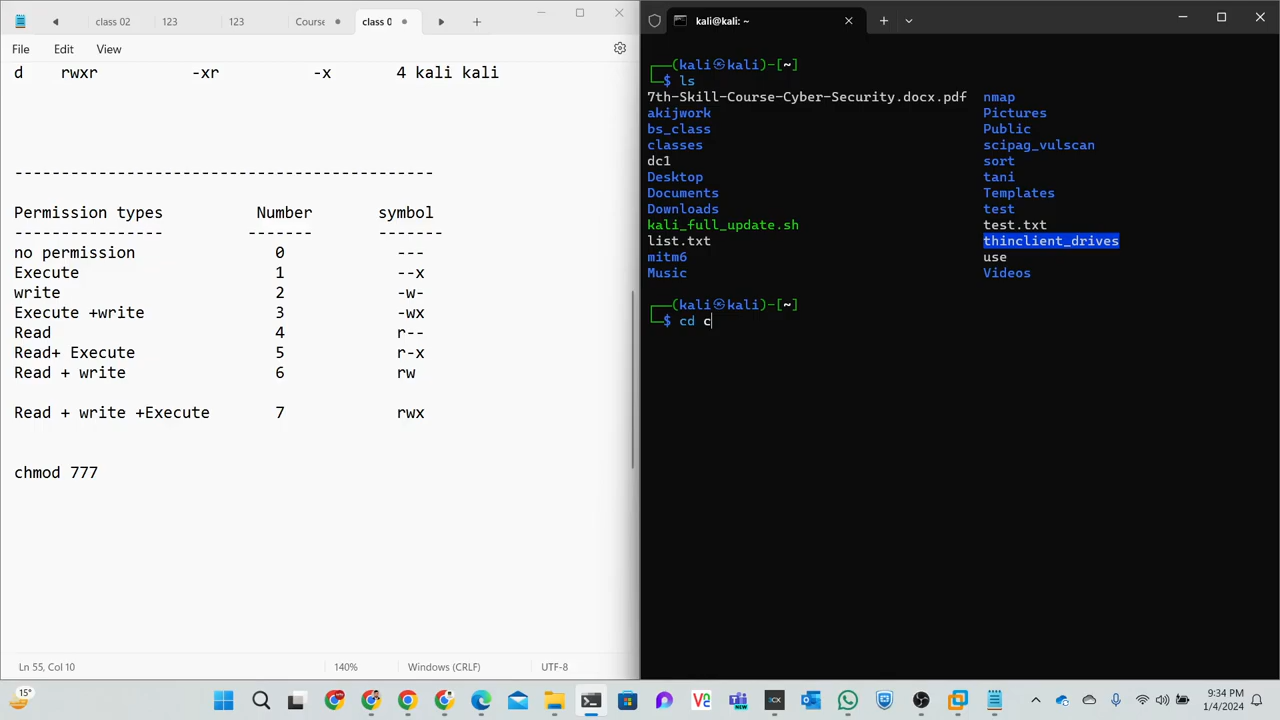 class 02
123
123
Course
class 0
File Edit View
d rwxr -xr -x 4 kali kali
---------------------------------------------
Permission types Number symbol
---------------- ------- -------
no permission 0 ---
Execute 1 --x
write 2 -w-
Execute +write 3 -wx
Read 4 r--
Read+ Execute 5 r-x
Read + write 6 rw
Read + write +Execute 7 rwx
chmod 777
Ln 55, Col 10 140% Windows (CRLF) UTF-8
kali@kali: ~
┌──(kali㉿kali)-[~]
└─$ ls
7th-Skill-Course-Cyber-Security.docx.pdf nmap
akijwork Pictures
bs_class Public
classes scipag_vulscan
dc1 sort
Desktop tani
Documents Templates
Downloads test
kali_full_update.sh test.txt
list.txt thinclient_drives
mitm6 use
Music Videos
┌──(kali㉿kali)-[~]
└─$ cd c
15°
NEW
9:34 PM
1/4/2024